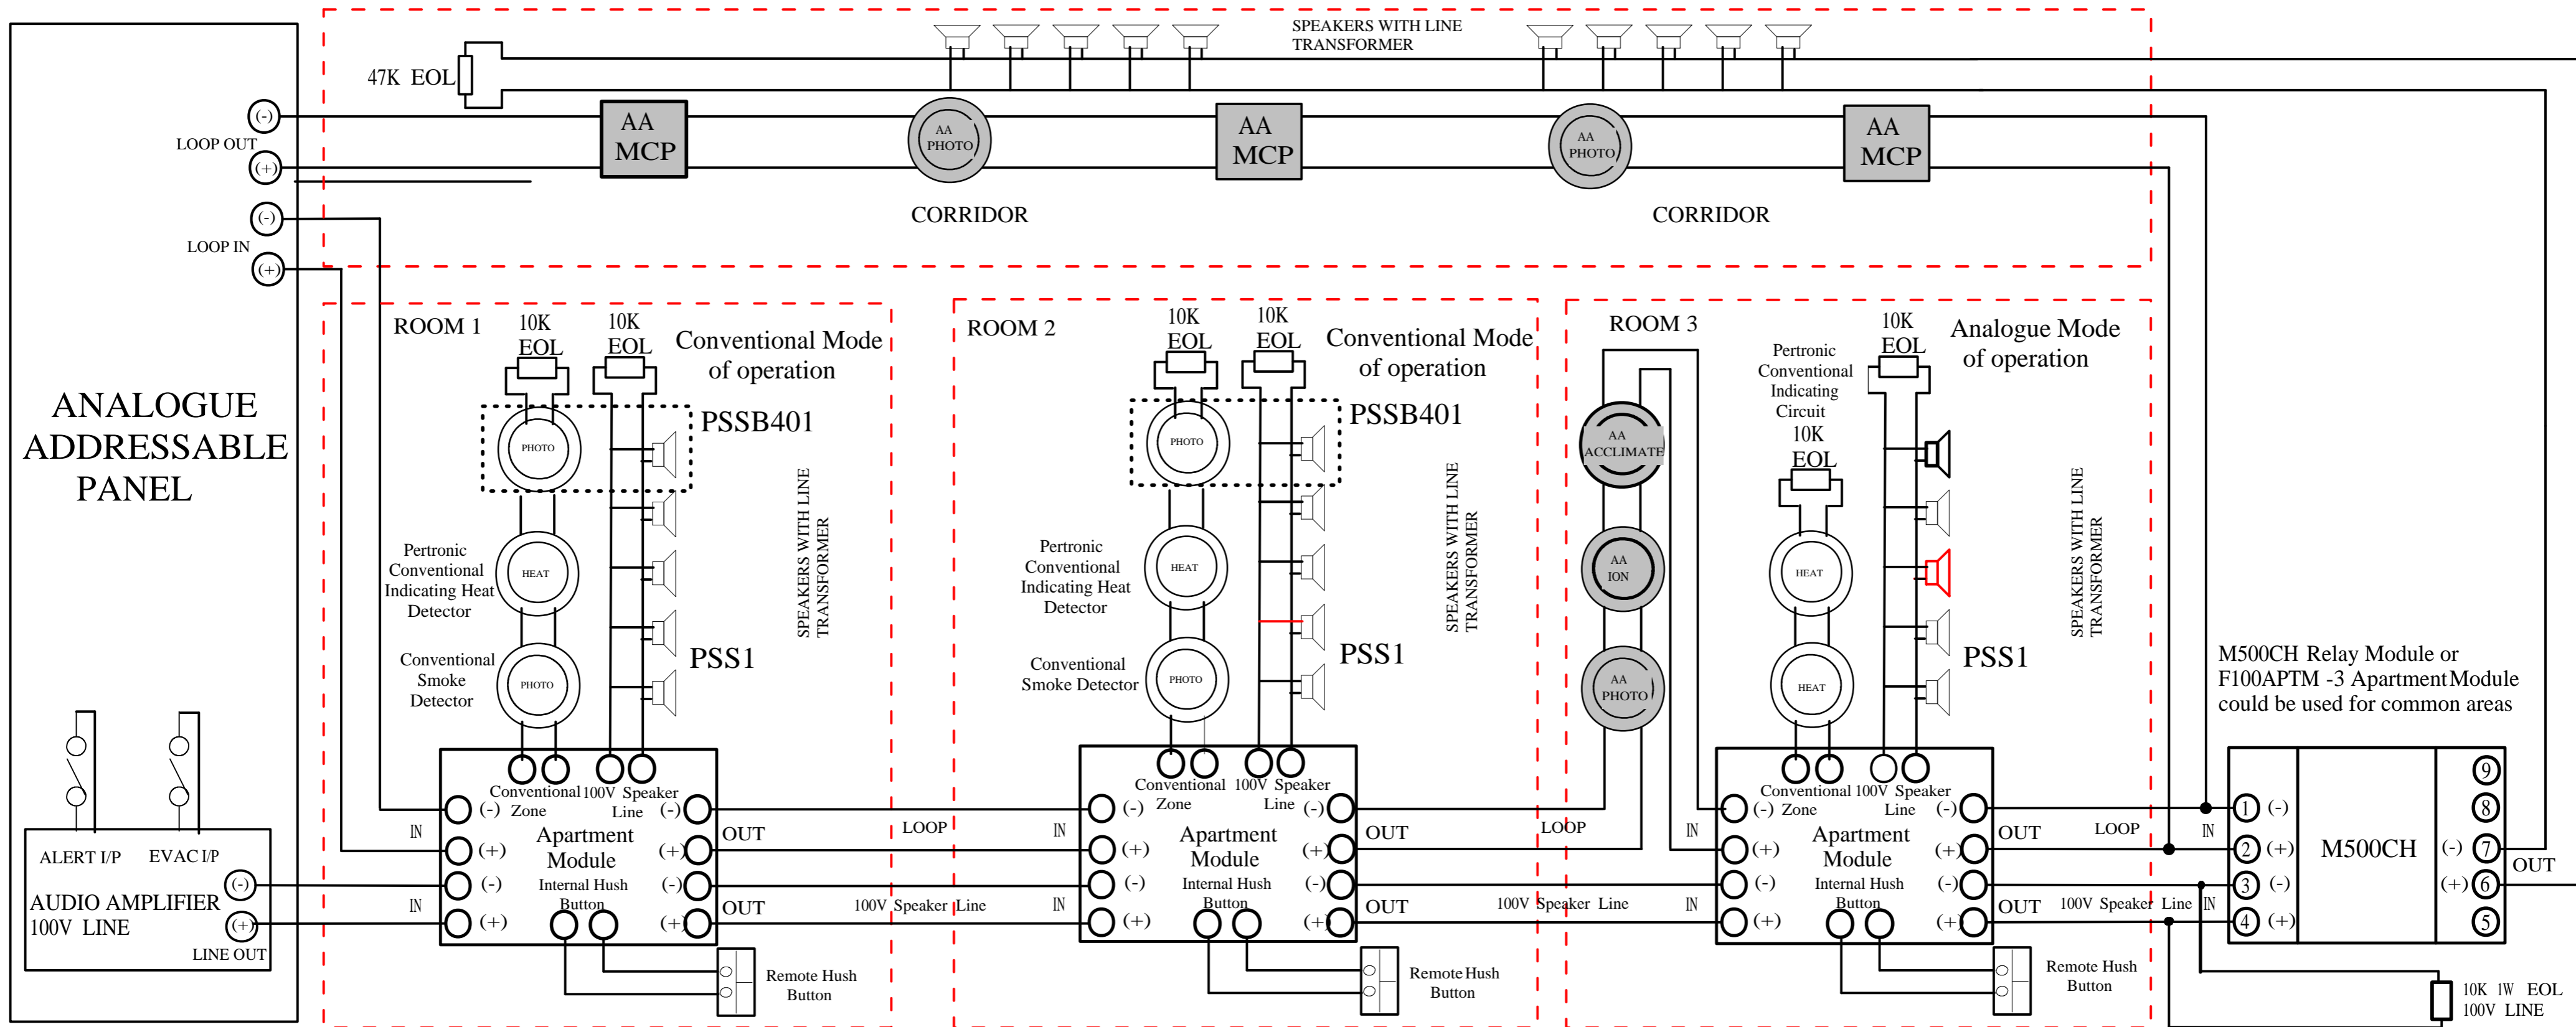 SPEAKERS WITH LINE
TRANSFORMER
47K EOL
(-)
LOOP OUT
(+)
(-)
LOOP IN
(+)
AA
MCP
AA
PHOTO
AA
MCP
AA
PHOTO
AA
MCP
CORRIDOR
CORRIDOR
ANALOGUE
ADDRESSABLE
PANEL
ALERT I/P
EVAC I/P
AUDIO AMPLIFIER
100V LINE
(-)
(+)
LINE OUT
ROOM 1
10K
EOL
10K
EOL
Conventional Mode
of operation
PSSB401
PHOTO
HEAT
PHOTO
Pertronic
Conventional
Indicating Heat
Detector
Conventional
Smoke
Detector
SPEAKERS WITH LINE
TRANSFORMER
PSS1
Conventional
Zone
100V Speaker
Line
(-)
(-)
IN
Apartment
Module
OUT
(+)
(+)
(-)
Internal Hush
Button
(-)
IN
OUT
(+)
(+)
Remote Hush
Button
LOOP
100V Speaker Line
ROOM 2
10K
EOL
10K
EOL
Conventional Mode
of operation
PSSB401
PHOTO
HEAT
PHOTO
Pertronic
Conventional
Indicating Heat
Detector
Conventional
Smoke Detector
SPEAKERS WITH LINE
TRANSFORMER
PSS1
Conventional
Zone
100V Speaker
Line
(-)
(-)
IN
Apartment
Module
OUT
(+)
(+)
(-)
Internal Hush
Button
(-)
IN
OUT
(+)
(+)
Remote Hush
Button
LOOP
100V Speaker Line
ROOM 3
AA
ACCLIMATE
AA
ION
AA
PHOTO
Pertronic
Conventional
Indicating
Circuit
10K
EOL
10K
EOL
Analogue Mode
of operation
HEAT
HEAT
SPEAKERS WITH LINE
TRANSFORMER
PSS1
Conventional
Zone
100V Speaker
Line
(-)
(-)
IN
Apartment
Module
OUT
(+)
(+)
(-)
Internal Hush
Button
(-)
IN
OUT
(+)
(+)
Remote Hush
Button
LOOP
100V Speaker Line
M500CH Relay Module or
F100APTM -3 Apartment Module
could be used for common areas
IN
IN
1 (-)
2 (+)
3 (-)
4 (+)
M500CH
9
8
(-) 7
(+) 6
5
OUT
10K 1W EOL
100V LINE